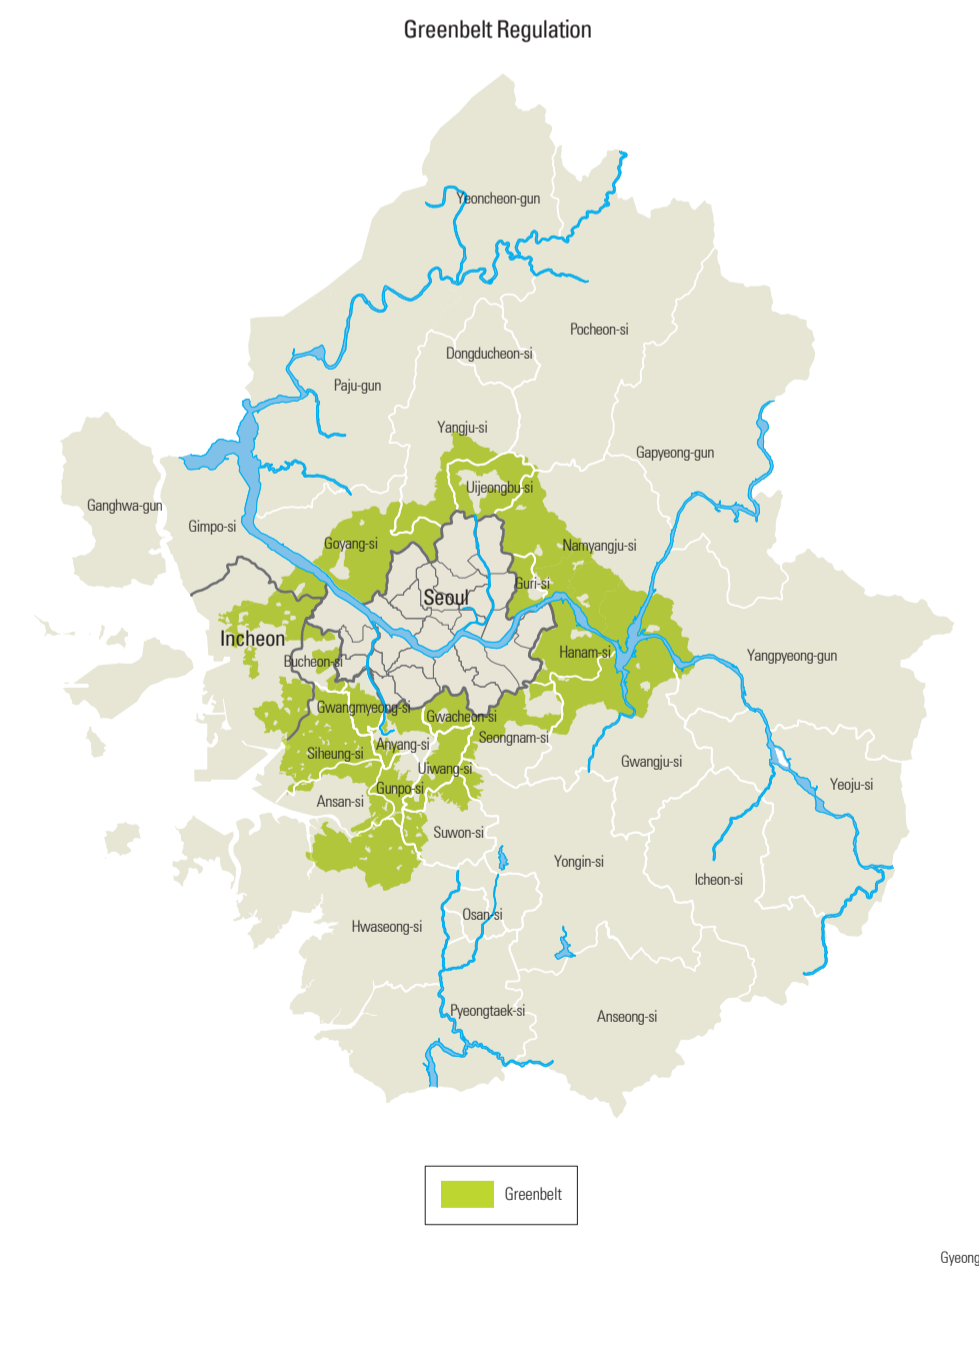 Greenbelt Regulation
Yeoncheon-gun
Pocheon-si
Dongducheon-si
Paju-gun
Yangju-si
Gapyeong-gun
Uijeongbu-si
Ganghwa-gun
Gimpo-si
Goyang-si
Namyangju-si
Guri-si
Seoul
Incheon
Hanam-si
Bucheon-si
Yangpyeong-gun
Gwangmyeong-si
Gwacheon-si
Seongnam-si
Anyang-si
Siheung-si
Gwangju-si
Uiwang-si
Yeoju-si
Gunpo-si
Ansan-si
Suwon-si
Yongin-si
Icheon-si
Osan-si
Hwaseong-si
Pyeongtaek-si
Anseong-si
Greenbelt
Gyeong